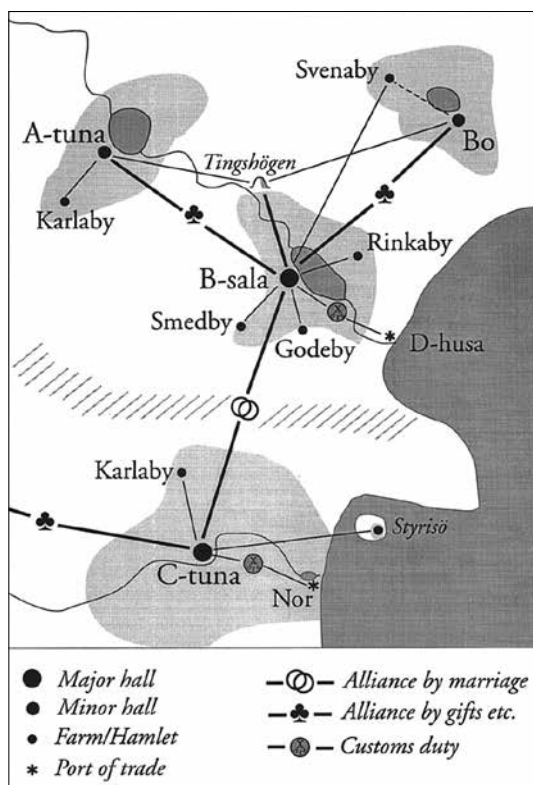 Svenaby
A-tuna
Bo
Tingshögen
Karlaby
Rinkaby
B-sala
Smedby
Godeby
D-husa
Karlaby
Styrisö
C-tuna
Nor
Major hall
Minor hall
Farm/Hamlet
Port of trade
Alliance by marriage
Alliance by gifts etc.
Customs duty